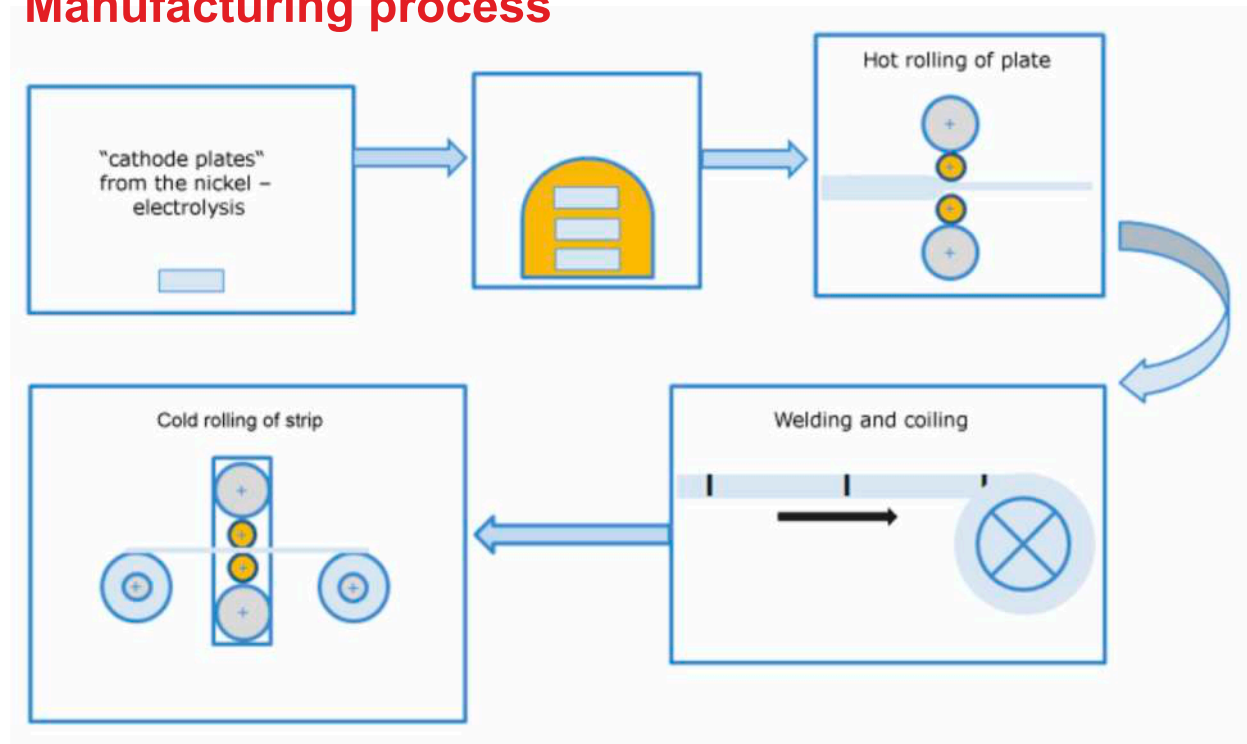 Manufacturing process
"cathode plates"
from the nickel –
electrolysis
Hot rolling of plate
Welding and coiling
Cold rolling of strip